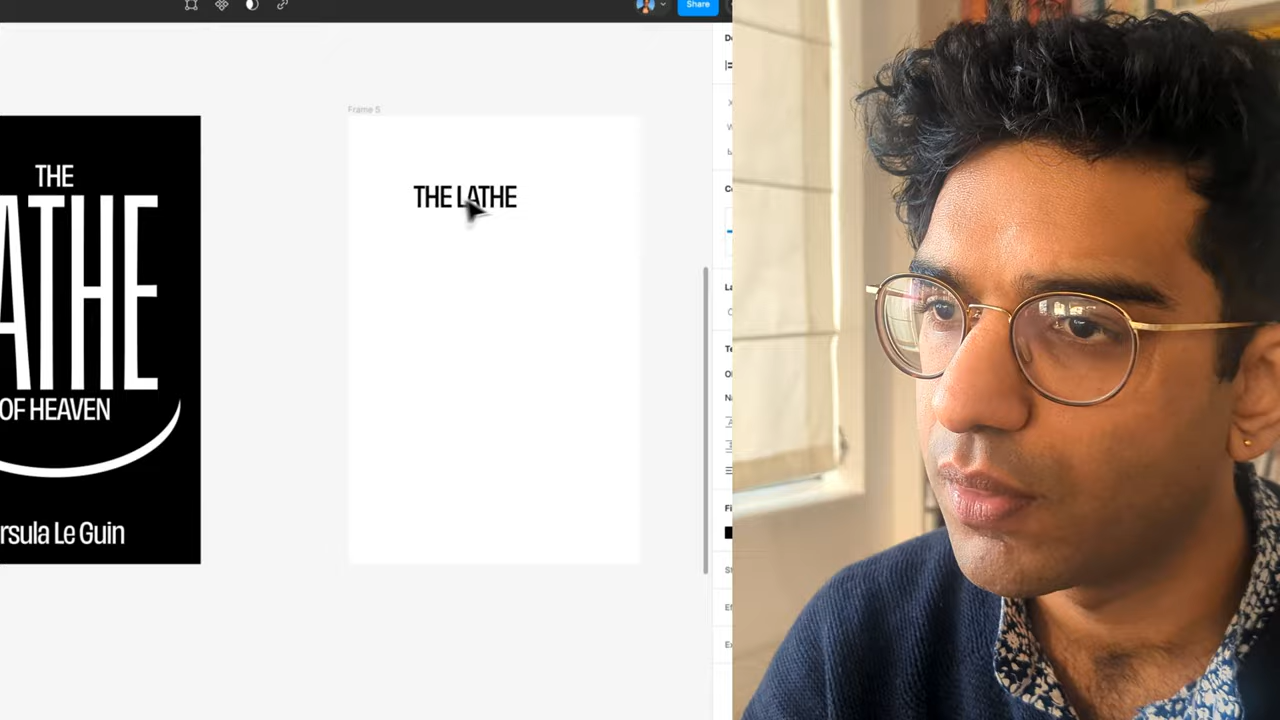 Share
Frame 5
THE
ATHE
OF HEAVEN
rsula Le Guin
THE LATHE